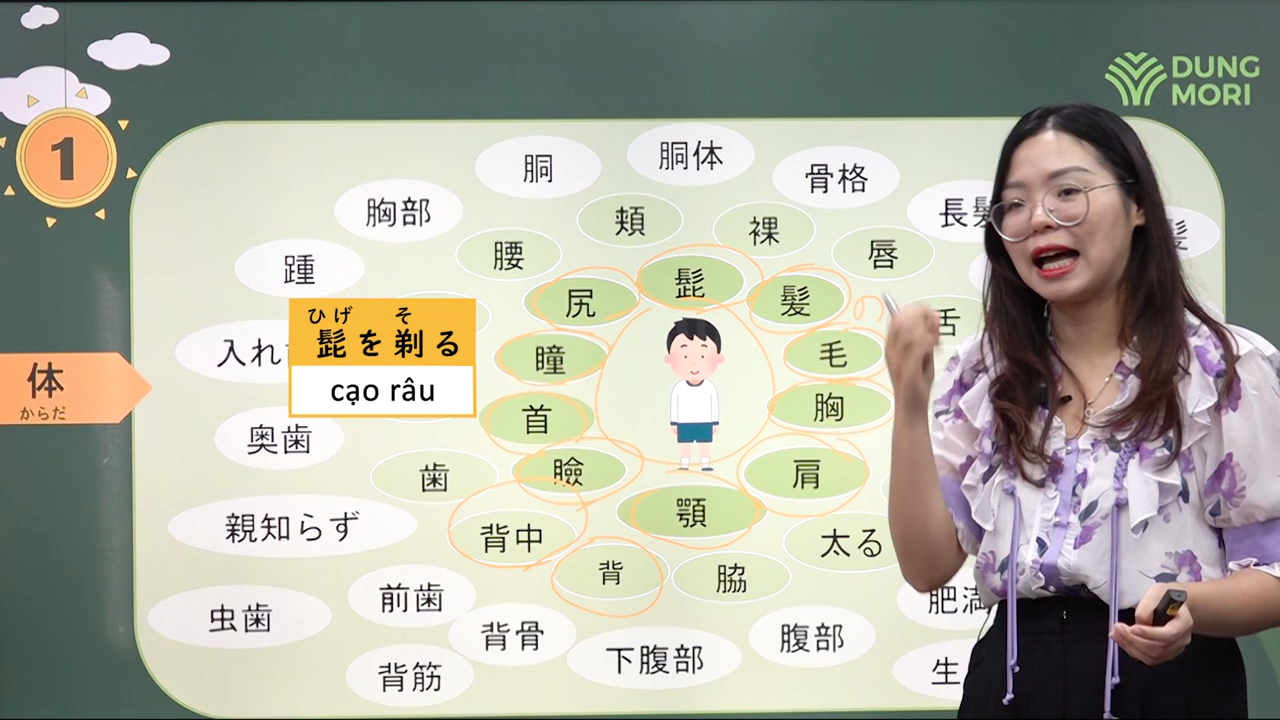 1
DUNG
MORI
体
からだ
胴
胴体
骨格
胸部
頬
裸
腰
唇
踵
髭
髪
尻
ひげ そ
髭を剃る
cạo râu
入れ
瞳
毛
舌
首
胸
奥歯
歯
瞼
肩
親知らず
背中
顎
太る
背
脇
前歯
虫歯
背骨
下腹部
腹部
背筋